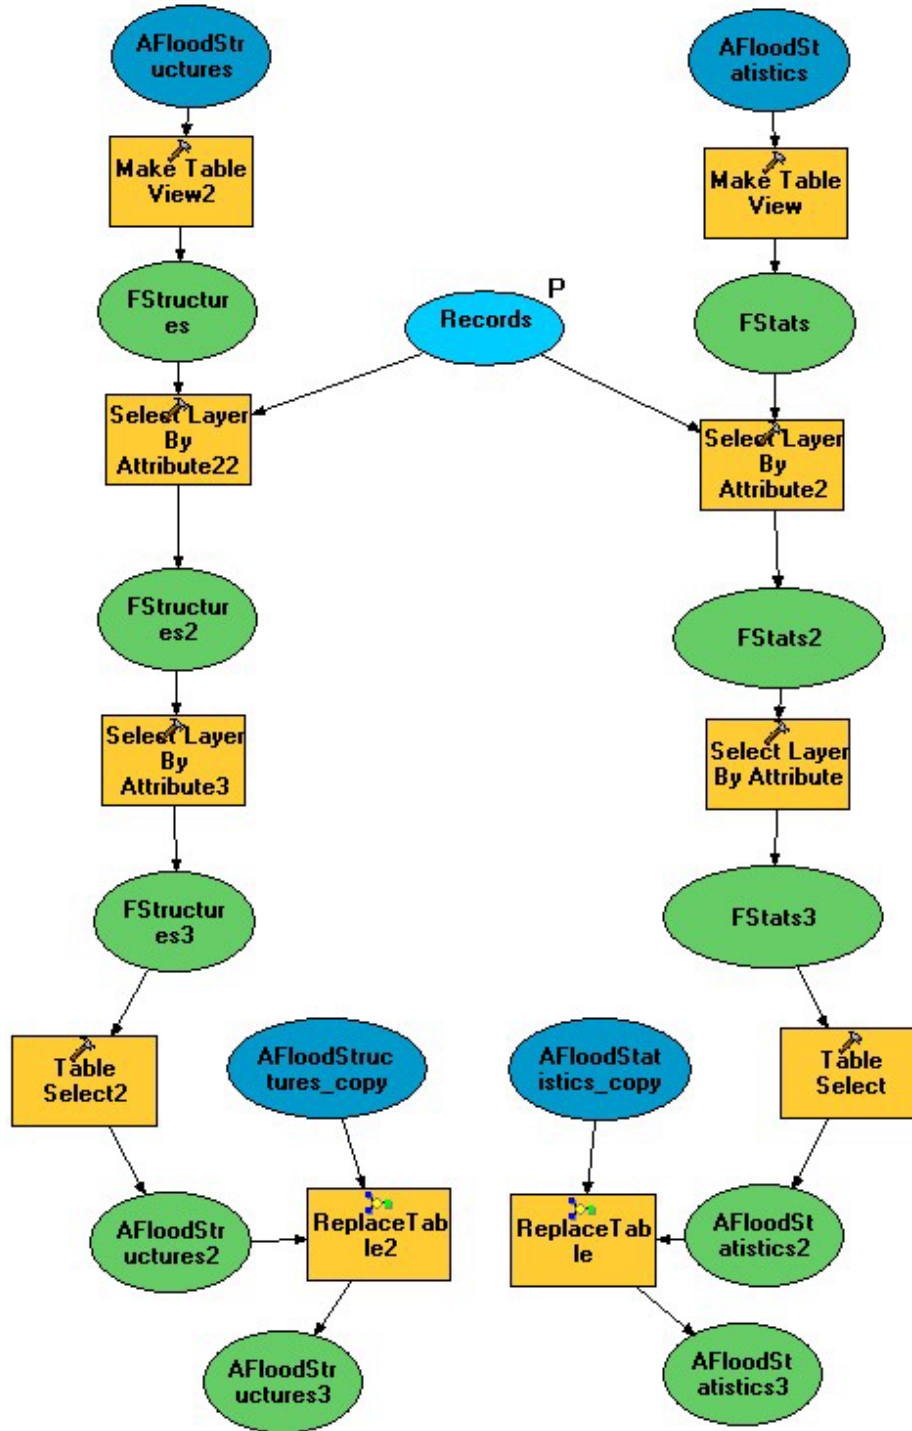 AFloodStr
uctures
AFloodSt
atistics
Make Table
View2
Make Table
View
FStructur
es
P
Records
FStats
Select Layer
By
Attribute22
Select Layer
By
Attribute2
FStructur
es2
FStats2
Select Layer
By
Attribute3
Select Layer
By Attribute
FStructur
es3
FStats3
Table
Select2
AFloodStruc
tures_copy
AFloodStat
istics_copy
Table
Select
AFloodStr
uctures2
ReplaceTab
le2
ReplaceTab
le
AFloodSt
atistics2
AFloodStr
uctures3
AFloodSt
atistics3